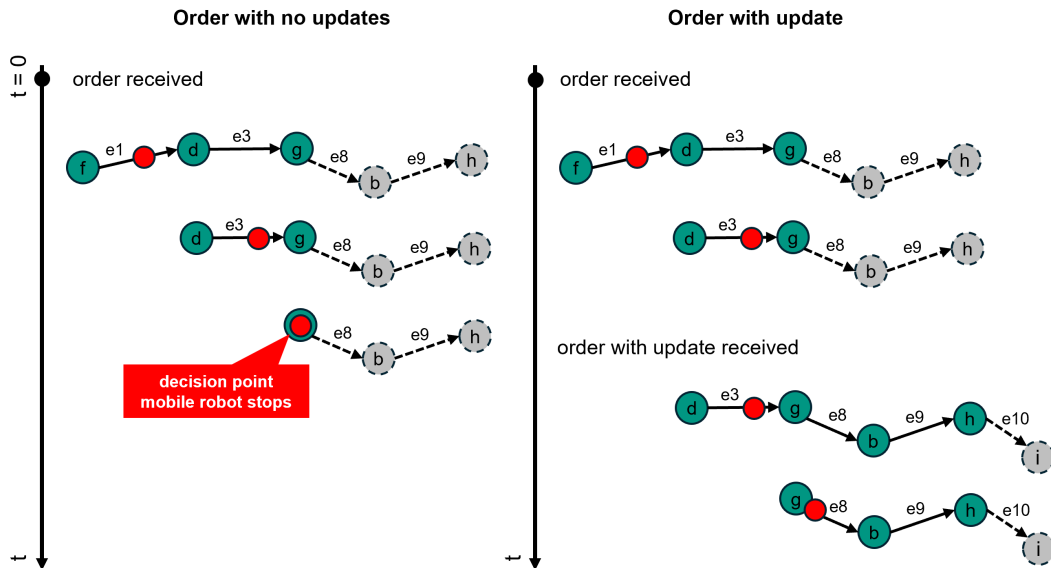 Order with no updates
Order with update
t = 0
order received
f
e1
d
e3
g
e8
b
e9
h
d
e3
g
e8
b
e9
h
e8
b
e9
h
decision point
mobile robot stops
t
order received
f
e1
d
e3
g
e8
b
e9
h
d
e3
g
e8
b
e9
h
order with update received
d
e3
g
e8
b
e9
h
e10
i
g
e8
b
e9
h
e10
i
t